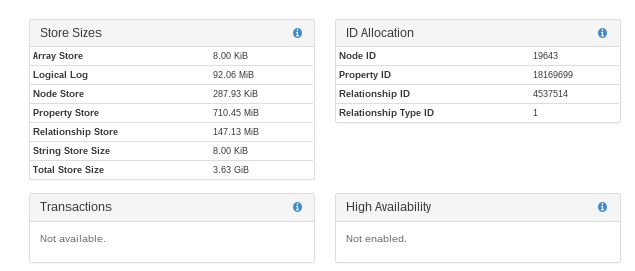 Store Sizes
Array Store 8.00 KiB
Logical Log 92.06 MiB
Node Store 287.93 KiB
Property Store 710.45 MiB
Relationship Store 147.13 MiB
String Store Size 8.00 KiB
Total Store Size 3.63 GiB
ID Allocation
Node ID 19643
Property ID 18169699
Relationship ID 4537514
Relationship Type ID 1
Transactions
Not available.
High Availability
Not enabled.